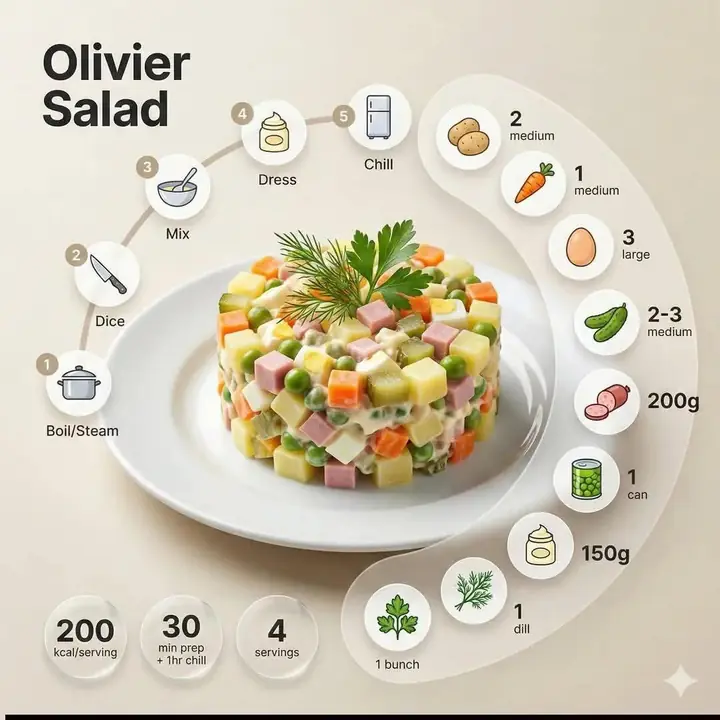 Olivier
Salad
1
Boil/Steam
2
Dice
3
Mix
4
Dress
5
Chill
2
medium
1
medium
3
large
2-3
medium
200g
1
can
150g
1
dill
1 bunch
200
kcal/serving
30
min prep
+ 1hr chill
4
servings